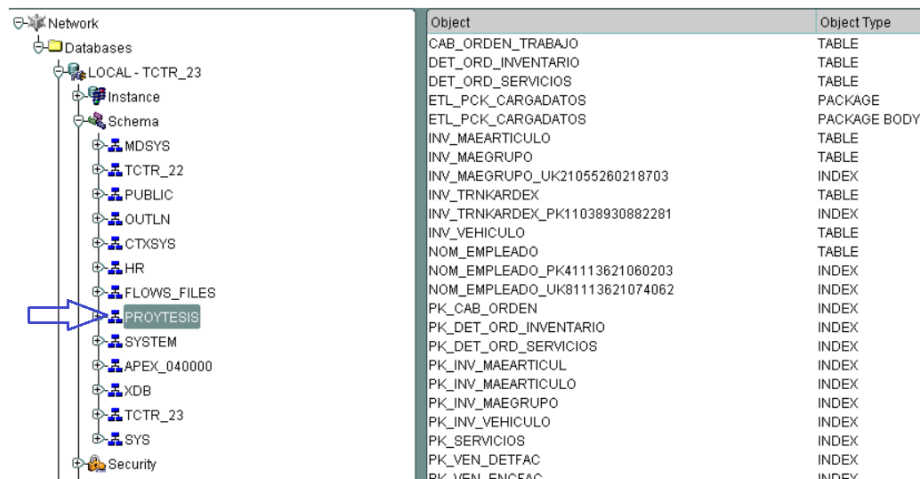 Network
Databases
LOCAL - TCTR_23
Instance
Schema
MDSYS
TCTR_22
PUBLIC
OUTLN
CTXSYS
HR
FLOWS_FILES
PROYTESIS
SYSTEM
APEX_040000
XDB
TCTR_23
SYS
Security
Object Object Type
CAB_ORDEN_TRABAJO TABLE
DET_ORD_INVENTARIO TABLE
DET_ORD_SERVICIOS TABLE
ETL_PCK_CARGADATOS PACKAGE
ETL_PCK_CARGADATOS PACKAGE BODY
INV_MAEARTICULO TABLE
INV_MAEGRUPO TABLE
INV_MAEGRUPO_UK21055260218703 INDEX
INV_TRNKARDEX TABLE
INV_TRNKARDEX_PK11038930882281 INDEX
INV_VEHICULO TABLE
NOM_EMPLEADO TABLE
NOM_EMPLEADO_PK41113621060203 INDEX
NOM_EMPLEADO_UK81113621074062 INDEX
PK_CAB_ORDEN INDEX
PK_DET_ORD_INVENTARIO INDEX
PK_DET_ORD_SERVICIOS INDEX
PK_INV_MAEARTICUL INDEX
PK_INV_MAEARTICULO INDEX
PK_INV_MAEGRUPO INDEX
PK_INV_VEHICULO INDEX
PK_SERVICIOS INDEX
PK_VEN_DETFAC INDEX
PK_VEN_ENCFAC INDEX